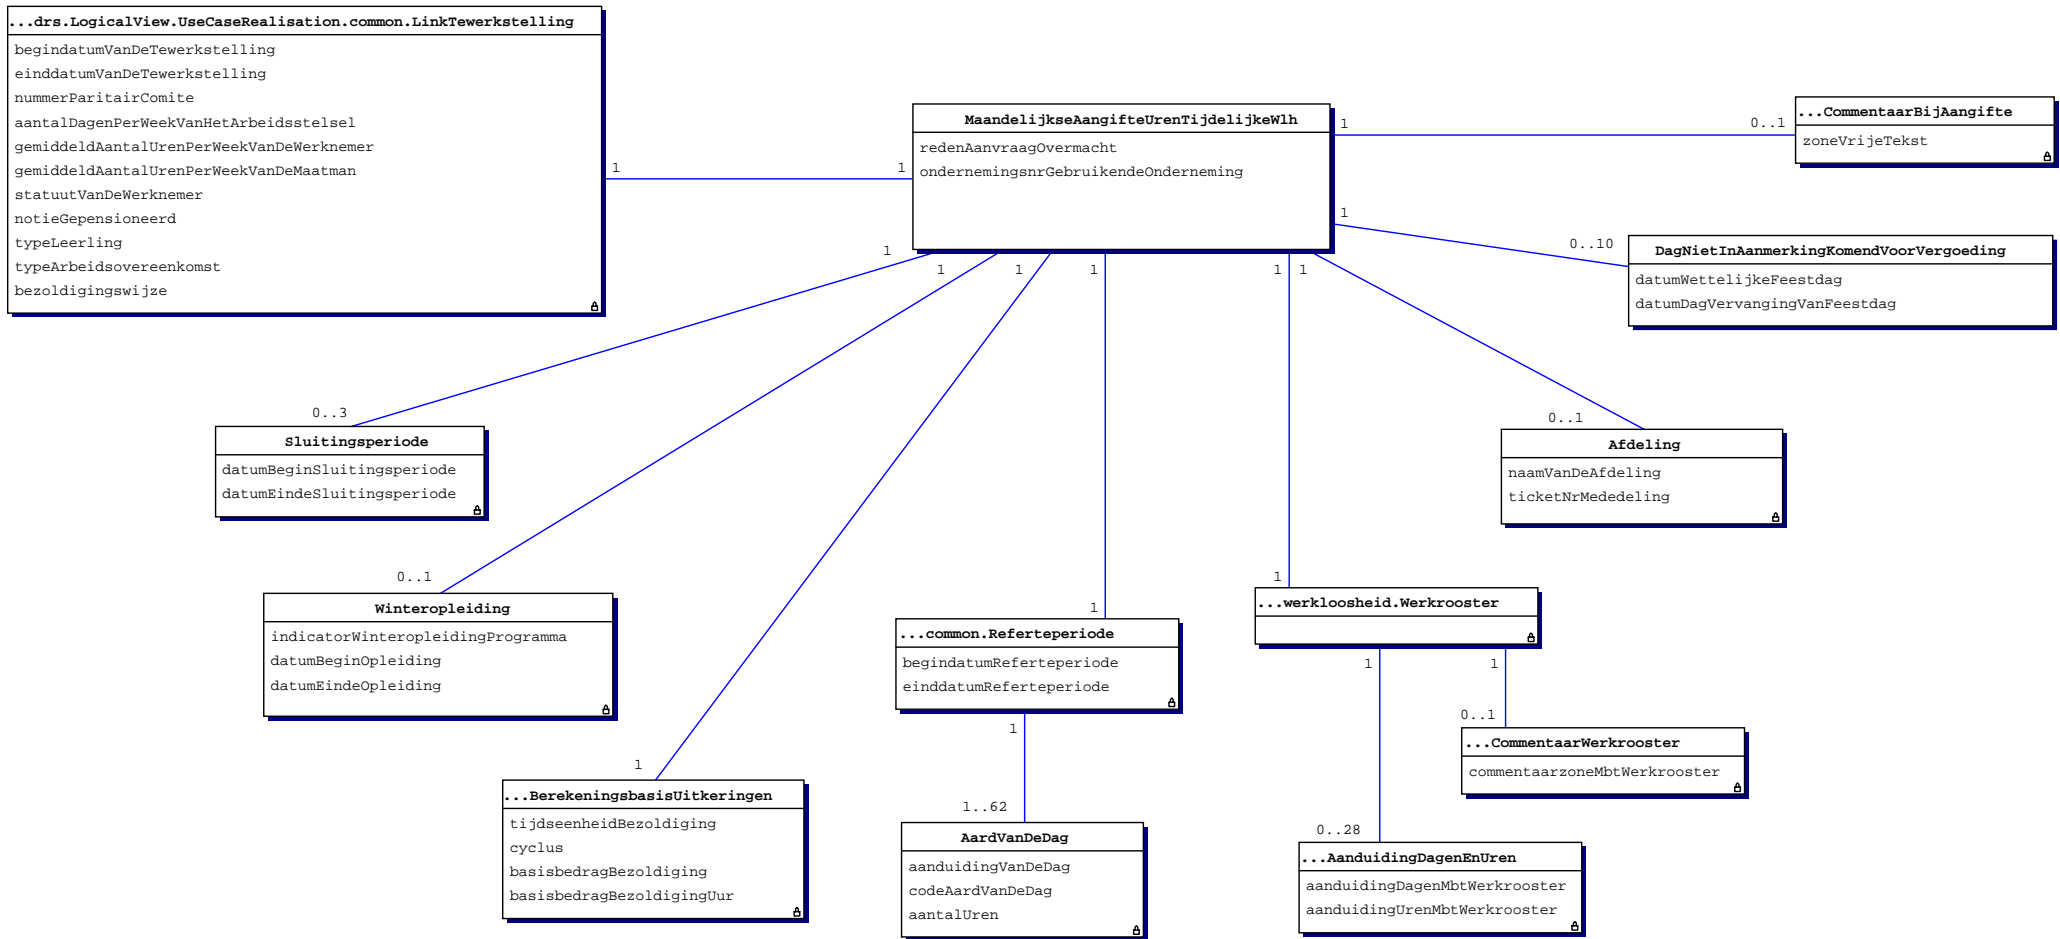 ...drs.LogicalView.UseCaseRealisation.common.LinkTewerkstelling
begindatumVanDeTewerkstelling
einddatumVanDeTewerkstelling
nummerParitairComite
aantalDagenPerWeekVanHetArbeidsstelsel
gemiddeldAantalUrenPerWeekVanDeWerknemer
gemiddeldAantalUrenPerWeekVanDeMaatman
statuutVanDeWerknemer
notieGepensioneerd
typeLeerling
typeArbeidsovereenkomst
bezoldigingswijze
1
1
MaandelijkseAangifteUrenTijdelijkeWlh
redenAanvraagOvermacht
ondernemingsnrGebruikendeOnderneming
1
0..1
...CommentaarBijAangifte
zoneVrijeTekst
1
0..10
DagNietInAanmerkingKomendVoorVergoeding
datumWettelijkeFeestdag
datumDagVervangingVanFeestdag
1
1
1
1
1
1
0..3
Sluitingsperiode
datumBeginSluitingsperiode
datumEindeSluitingsperiode
0..1
Afdeling
naamVanDeAfdeling
ticketNrMededeling
0..1
Winteropleiding
indicatorWinteropleidingProgramma
datumBeginOpleiding
datumEindeOpleiding
1
...common.Referteperiode
begindatumReferteperiode
einddatumReferteperiode
1
...werkloosheid.Werkrooster
1
1
0..1
...CommentaarWerkrooster
commentaarzoneMbtWerkrooster
1
...BerekeningsbasisUitkeringen
tijdseenheidBezoldiging
cyclus
basisbedragBezoldiging
basisbedragBezoldigingUur
1
1..62
AardVanDeDag
aanduidingVanDeDag
codeAardVanDeDag
aantalUren
0..28
...AanduidingDagenEnUren
aanduidingDagenMbtWerkrooster
aanduidingUrenMbtWerkrooster